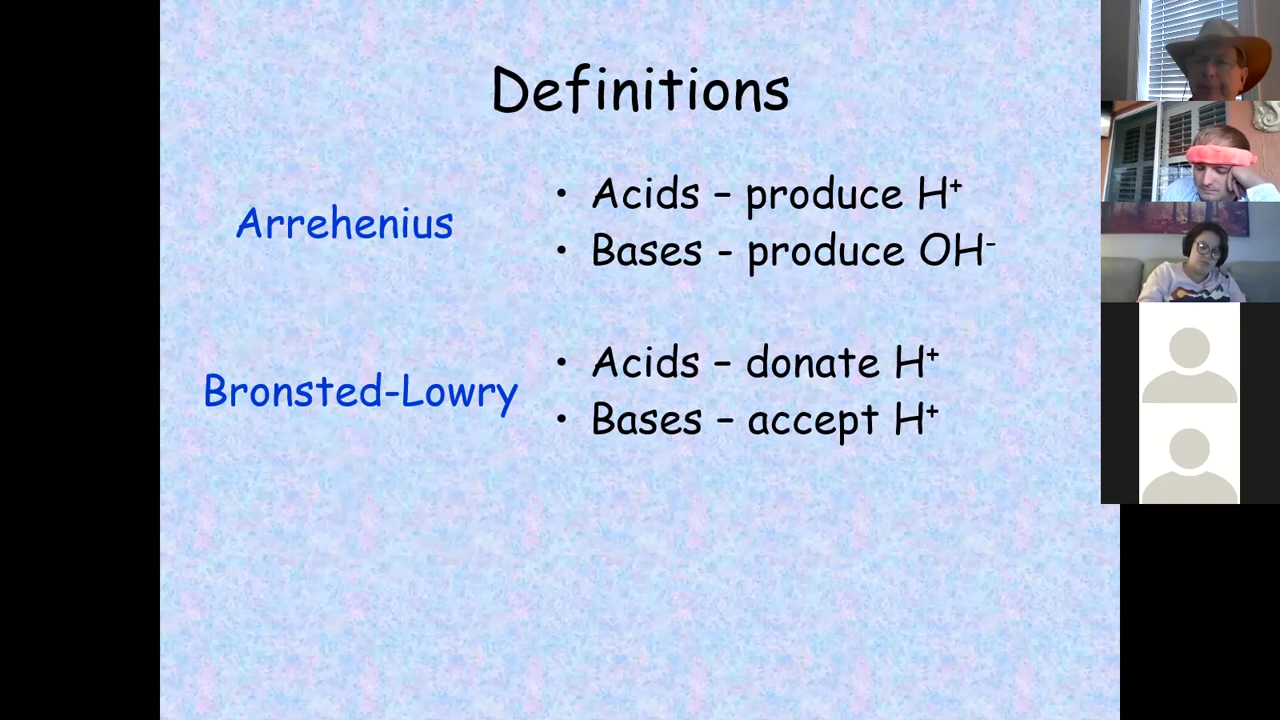 Definitions
Arrehenius
• Acids – produce H⁺
• Bases - produce OH⁻
Bronsted-Lowry
• Acids – donate H⁺
• Bases – accept H⁺